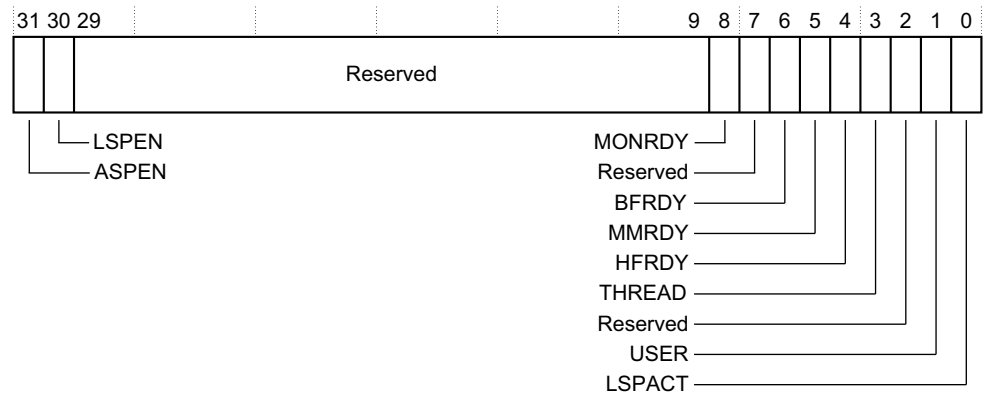 31 30 29 9 8 7 6 5 4 3 2 1 0
Reserved
LSPEN MONRDY
ASPEN Reserved
BFRDY
MMRDY
HFRDY
THREAD
Reserved
USER
LSPACT